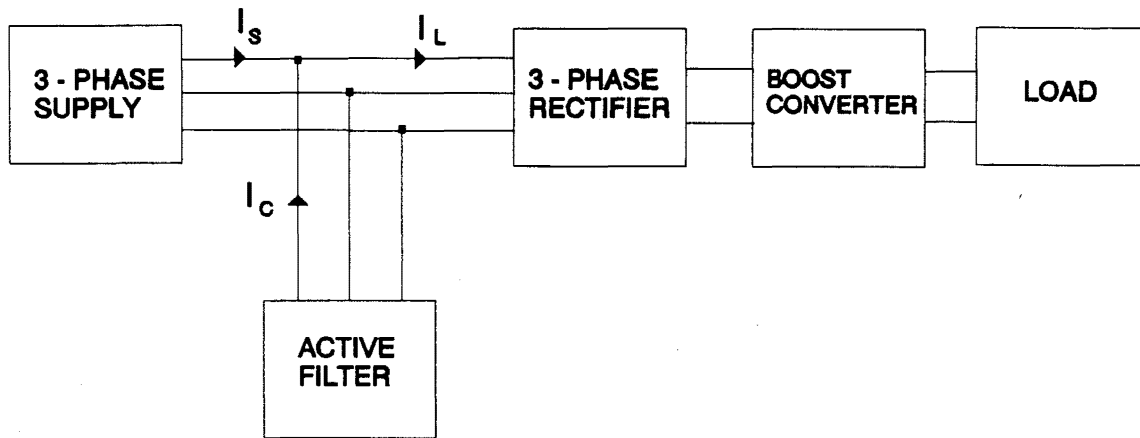 I_S
I_L
3 - PHASE
SUPPLY
3 - PHASE
RECTIFIER
BOOST
CONVERTER
LOAD
I_C
ACTIVE
FILTER